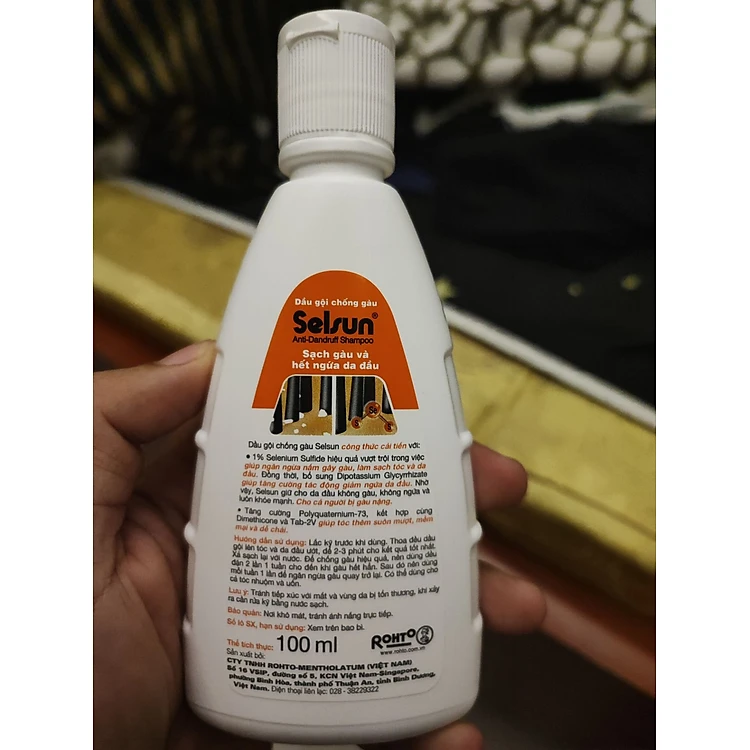 Dầu gội chống gàu
Selsun®
Anti-Dandruff Shampoo
Sạch gàu và
hết ngứa da đầu
Se
Dầu gội chống gàu Selsun công thức cải tiến với:
• 1% Selenium Sulfide hiệu quả vượt trội trong việc
giúp ngăn ngừa nấm gây gàu, làm sạch tóc và da
đầu. Đồng thời, bổ sung Dipotassium Glycyrrhizate
giúp tăng cường tác động giảm ngứa da đầu. Nhờ
vậy, Selsun giữ cho da đầu không gàu, không ngứa và
luôn khỏe mạnh. Cho cả người bị gàu nặng.
• Tăng cường Polyquaternium-73, kết hợp cùng
Dimethicone và Tab-2V giúp tóc thêm suôn mượt, mềm
mại và dễ chải.
Hướng dẫn sử dụng: Lắc kỹ trước khi dùng. Thoa đều dầu
gội lên tóc và da đầu ướt, để 2-3 phút cho kết quả tốt nhất.
Xả sạch lại với nước. Để chống gàu hiệu quả, nên dùng đều
đặn 2 lần 1 tuần cho đến khi gàu hết hẳn. Sau đó nên dùng
mỗi tuần 1 lần để ngăn ngừa gàu quay trở lại. Có thể dùng cho
cả tóc nhuộm và uốn.
Lưu ý: Tránh tiếp xúc với mắt và vùng da bị tổn thương, khi xảy
ra cần rửa kỹ bằng nước sạch.
Bảo quản: Nơi khô mát, tránh ánh nắng trực tiếp.
Số lô SX, hạn sử dụng: Xem trên bao bì.
Thể tích thực: 100 ml
ROHTO
www.rohto.com.vn
Sản xuất bởi:
CTY TNHH ROHTO-MENTHOLATUM (VIỆT NAM)
Số 16 VSIP, đường số 5, KCN Việt Nam-Singapore,
phường Bình Hòa, thành phố Thuận An, tỉnh Bình Dương,
Việt Nam. Điện thoại liên lạc: 028 - 38229322